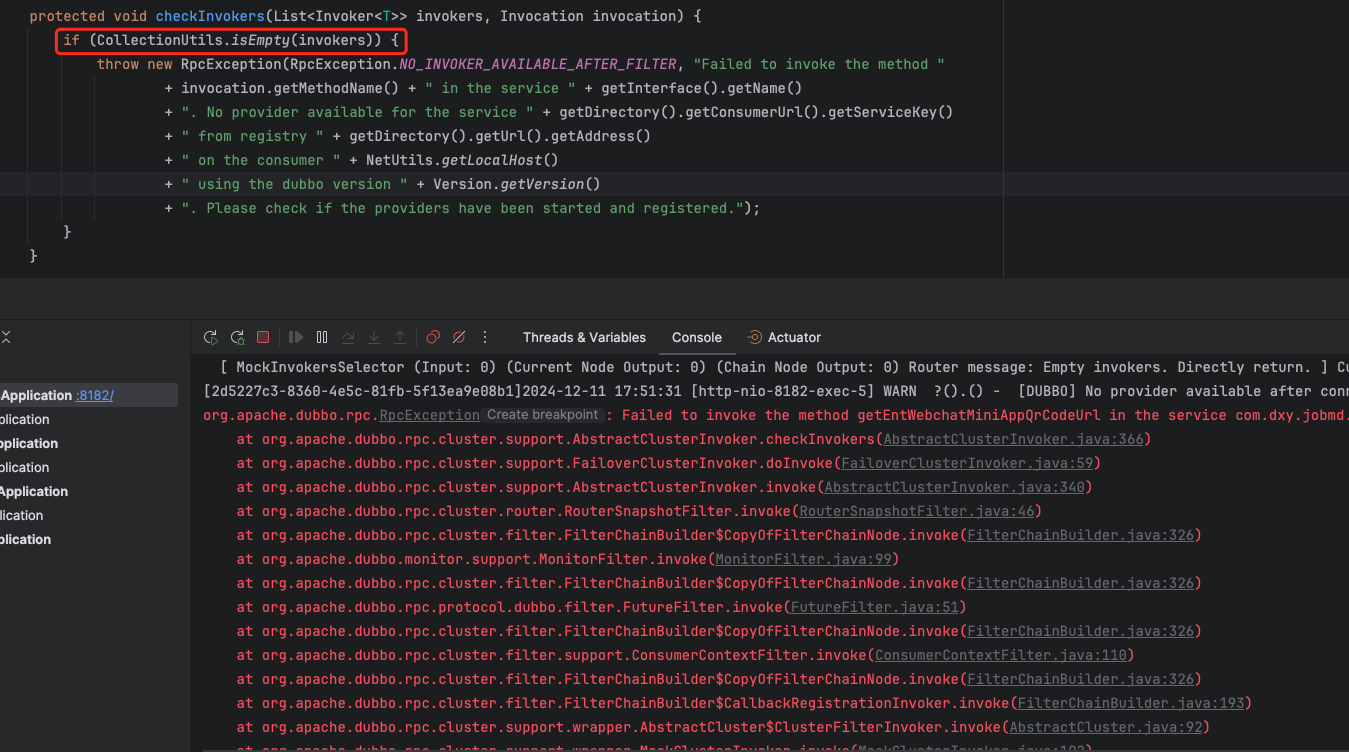 protected void checkInvokers(List<Invoker<T>> invokers, Invocation invocation) {
if (CollectionUtils.isEmpty(invokers)) {
throw new RpcException(RpcException.NO_INVOKER_AVAILABLE_AFTER_FILTER, "Failed to invoke the method "
+ invocation.getMethodName() + " in the service " + getInterface().getName()
+ ". No provider available for the service " + getDirectory().getConsumerUrl().getServiceKey()
+ " from registry " + getDirectory().getUrl().getAddress()
+ " on the consumer " + NetUtils.getLocalHost()
+ " using the dubbo version " + Version.getVersion()
+ ". Please check if the providers have been started and registered.");
}
}
Threads & Variables Console Actuator
Application :8182/
plication
pplication
plication
Application
lication
plication
[ MockInvokersSelector (Input: 0) (Current Node Output: 0) (Chain Node Output: 0) Router message: Empty invokers. Directly return. ] Cu
[2d5227c3-8360-4e5c-81fb-5f13ea9e08b1]2024-12-11 17:51:31 [http-nio-8182-exec-5] WARN ?().() - [DUBBO] No provider available after conn
org.apache.dubbo.rpc.RpcException Create breakpoint : Failed to invoke the method getEntWebchatMiniAppQrCodeUrl in the service com.dxy.jobmd.
at org.apache.dubbo.rpc.cluster.support.AbstractClusterInvoker.checkInvokers(AbstractClusterInvoker.java:366)
at org.apache.dubbo.rpc.cluster.support.FailoverClusterInvoker.doInvoke(FailoverClusterInvoker.java:59)
at org.apache.dubbo.rpc.cluster.support.AbstractClusterInvoker.invoke(AbstractClusterInvoker.java:340)
at org.apache.dubbo.rpc.cluster.router.RouterSnapshotFilter.invoke(RouterSnapshotFilter.java:46)
at org.apache.dubbo.rpc.cluster.filter.FilterChainBuilder$CopyOfFilterChainNode.invoke(FilterChainBuilder.java:326)
at org.apache.dubbo.monitor.support.MonitorFilter.invoke(MonitorFilter.java:99)
at org.apache.dubbo.rpc.cluster.filter.FilterChainBuilder$CopyOfFilterChainNode.invoke(FilterChainBuilder.java:326)
at org.apache.dubbo.rpc.protocol.dubbo.filter.FutureFilter.invoke(FutureFilter.java:51)
at org.apache.dubbo.rpc.cluster.filter.FilterChainBuilder$CopyOfFilterChainNode.invoke(FilterChainBuilder.java:326)
at org.apache.dubbo.rpc.cluster.filter.support.ConsumerContextFilter.invoke(ConsumerContextFilter.java:110)
at org.apache.dubbo.rpc.cluster.filter.FilterChainBuilder$CopyOfFilterChainNode.invoke(FilterChainBuilder.java:326)
at org.apache.dubbo.rpc.cluster.filter.FilterChainBuilder$CallbackRegistrationInvoker.invoke(FilterChainBuilder.java:193)
at org.apache.dubbo.rpc.cluster.support.wrapper.AbstractCluster$ClusterFilterInvoker.invoke(AbstractCluster.java:92)